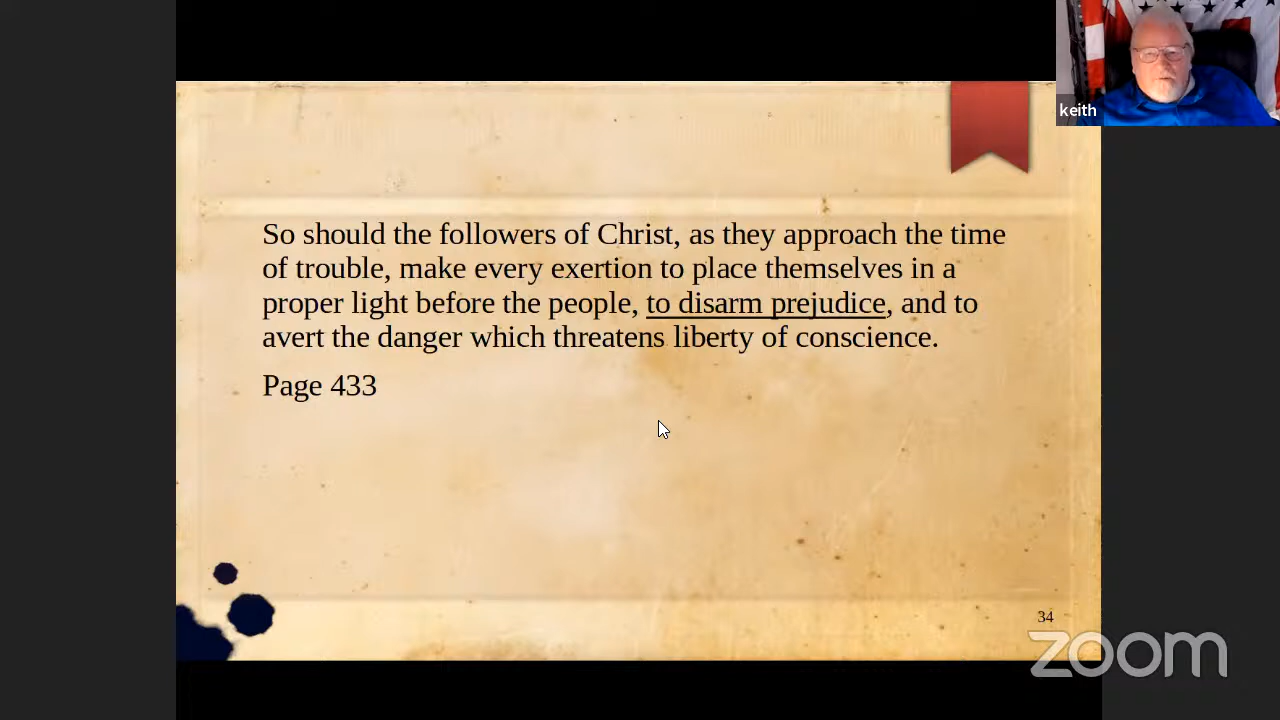 keith
So should the followers of Christ, as they approach the time
of trouble, make every exertion to place themselves in a
proper light before the people, to disarm prejudice, and to
avert the danger which threatens liberty of conscience.
Page 433
34
zoom